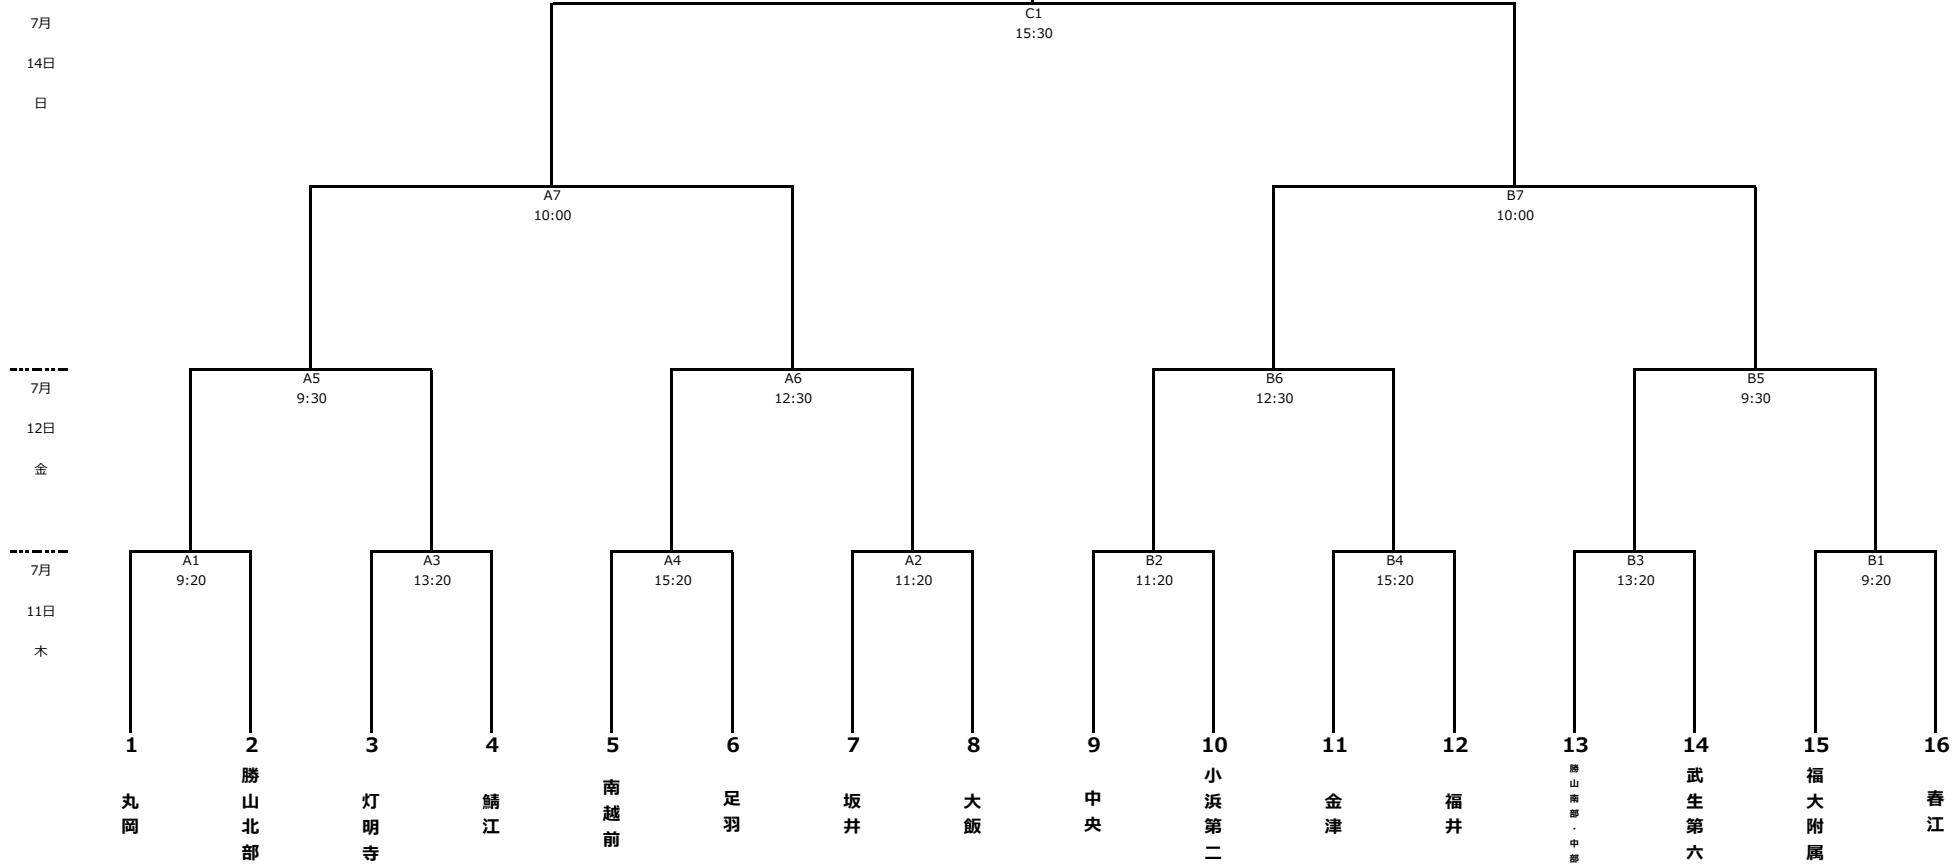 C1
15:30
7月
14日
日
A7
10:00
B7
10:00
7月
12日
金
A5
9:30
A6
12:30
B6
12:30
B5
9:30
7月
11日
木
A1
9:20
A3
13:20
A4
15:20
A2
11:20
B2
11:20
B4
15:20
B3
13:20
B1
9:20
1
丸岡
2
勝山北部
3
灯明寺
4
鯖江
5
南越前
6
足羽
7
坂井
8
大飯
9
中央
10
小浜第二
11
金津
12
福井
13
勝山南部・中部
14
武生第六
15
福大附属
16
春江